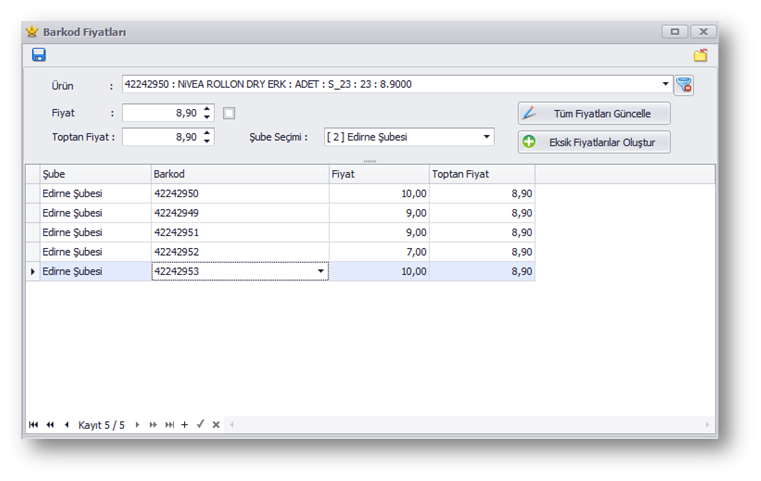 Barkod Fiyatları
Ürün : 42242950 : NiVEA ROLLON DRY ERK : ADET : S_23 : 23 : 8.9000
Fiyat : 8,90
Tüm Fiyatları Güncelle
Toptan Fiyat : 8,90 Şube Seçimi : [ 2 ] Edirne Şubesi
Eksik Fiyatlarılar Oluştur
Şube Barkod Fiyat Toptan Fiyat
Edirne Şubesi 42242950 10,00 8,90
Edirne Şubesi 42242949 9,00 8,90
Edirne Şubesi 42242951 9,00 8,90
Edirne Şubesi 42242952 7,00 8,90
Edirne Şubesi 42242953 10,00 8,90
Kayıt 5 / 5